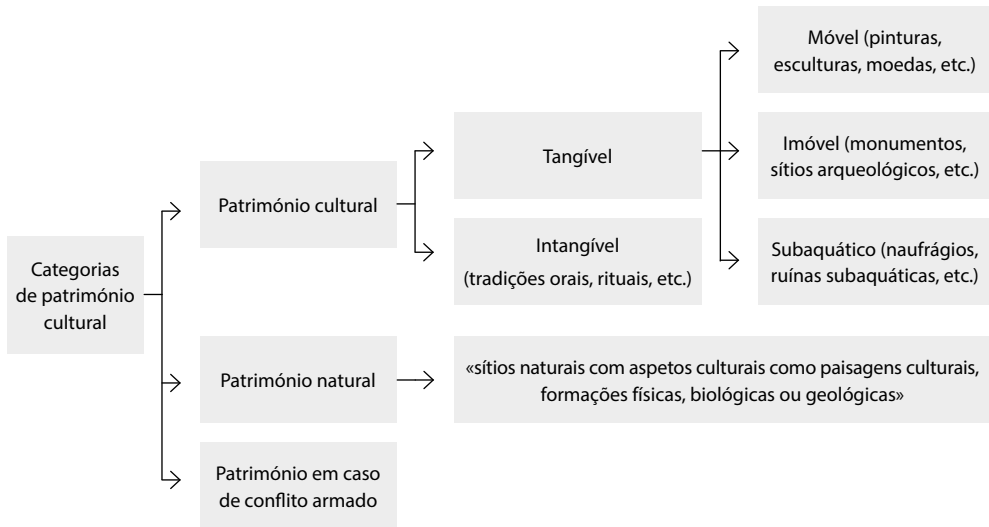 Categorias
de património
cultural
Património cultural
Tangível
Móvel (pinturas,
esculturas, moedas, etc.)
Imóvel (monumentos,
sítios arqueológicos, etc.)
Subaquático (naufrágios,
ruínas subaquáticas, etc.)
Intangível
(tradições orais, rituais, etc.)
Património natural
«sítios naturais com aspetos culturais como paisagens culturais,
formações físicas, biológicas ou geológicas»
Património em caso
de conflito armado